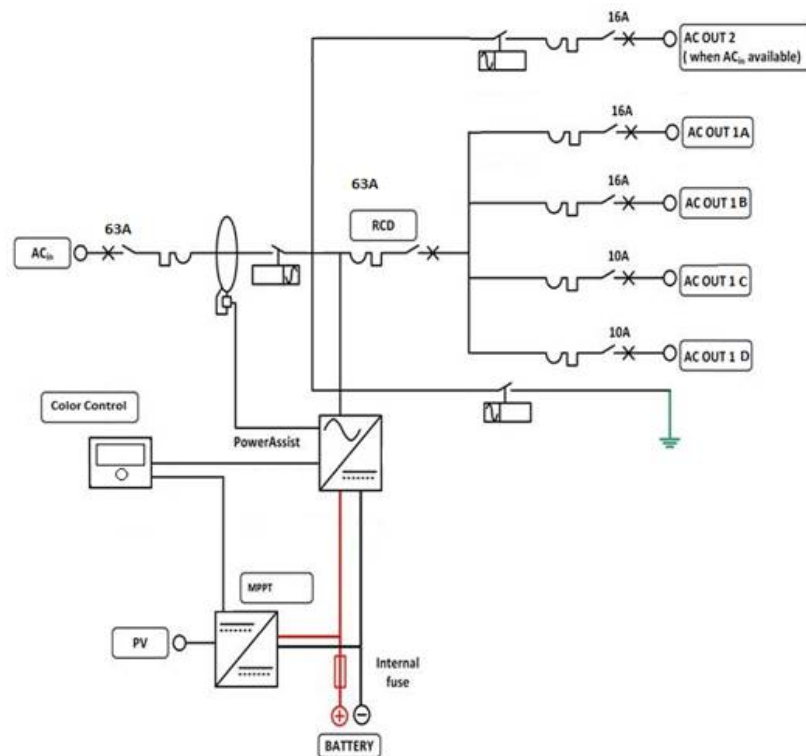 16A
AC OUT 2
( when ACin available)
16A
AC OUT 1A
63A
16A
AC OUT 1B
RCD
63A
ACin
10A
AC OUT 1 C
10A
AC OUT 1 D
Color Control
PowerAssist
MPPT
PV
Internal
fuse
BATTERY